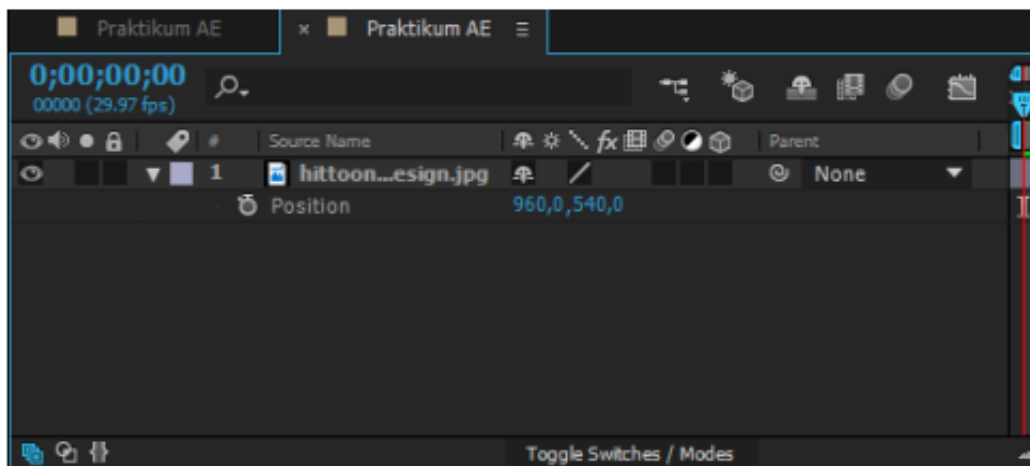 Praktikum AE × Praktikum AE
0;00;00;00
00000 (29.97 fps)
# Source Name fx Parent
1 hittoon...esign.jpg None
Position 960,0,540,0
Toggle Switches / Modes